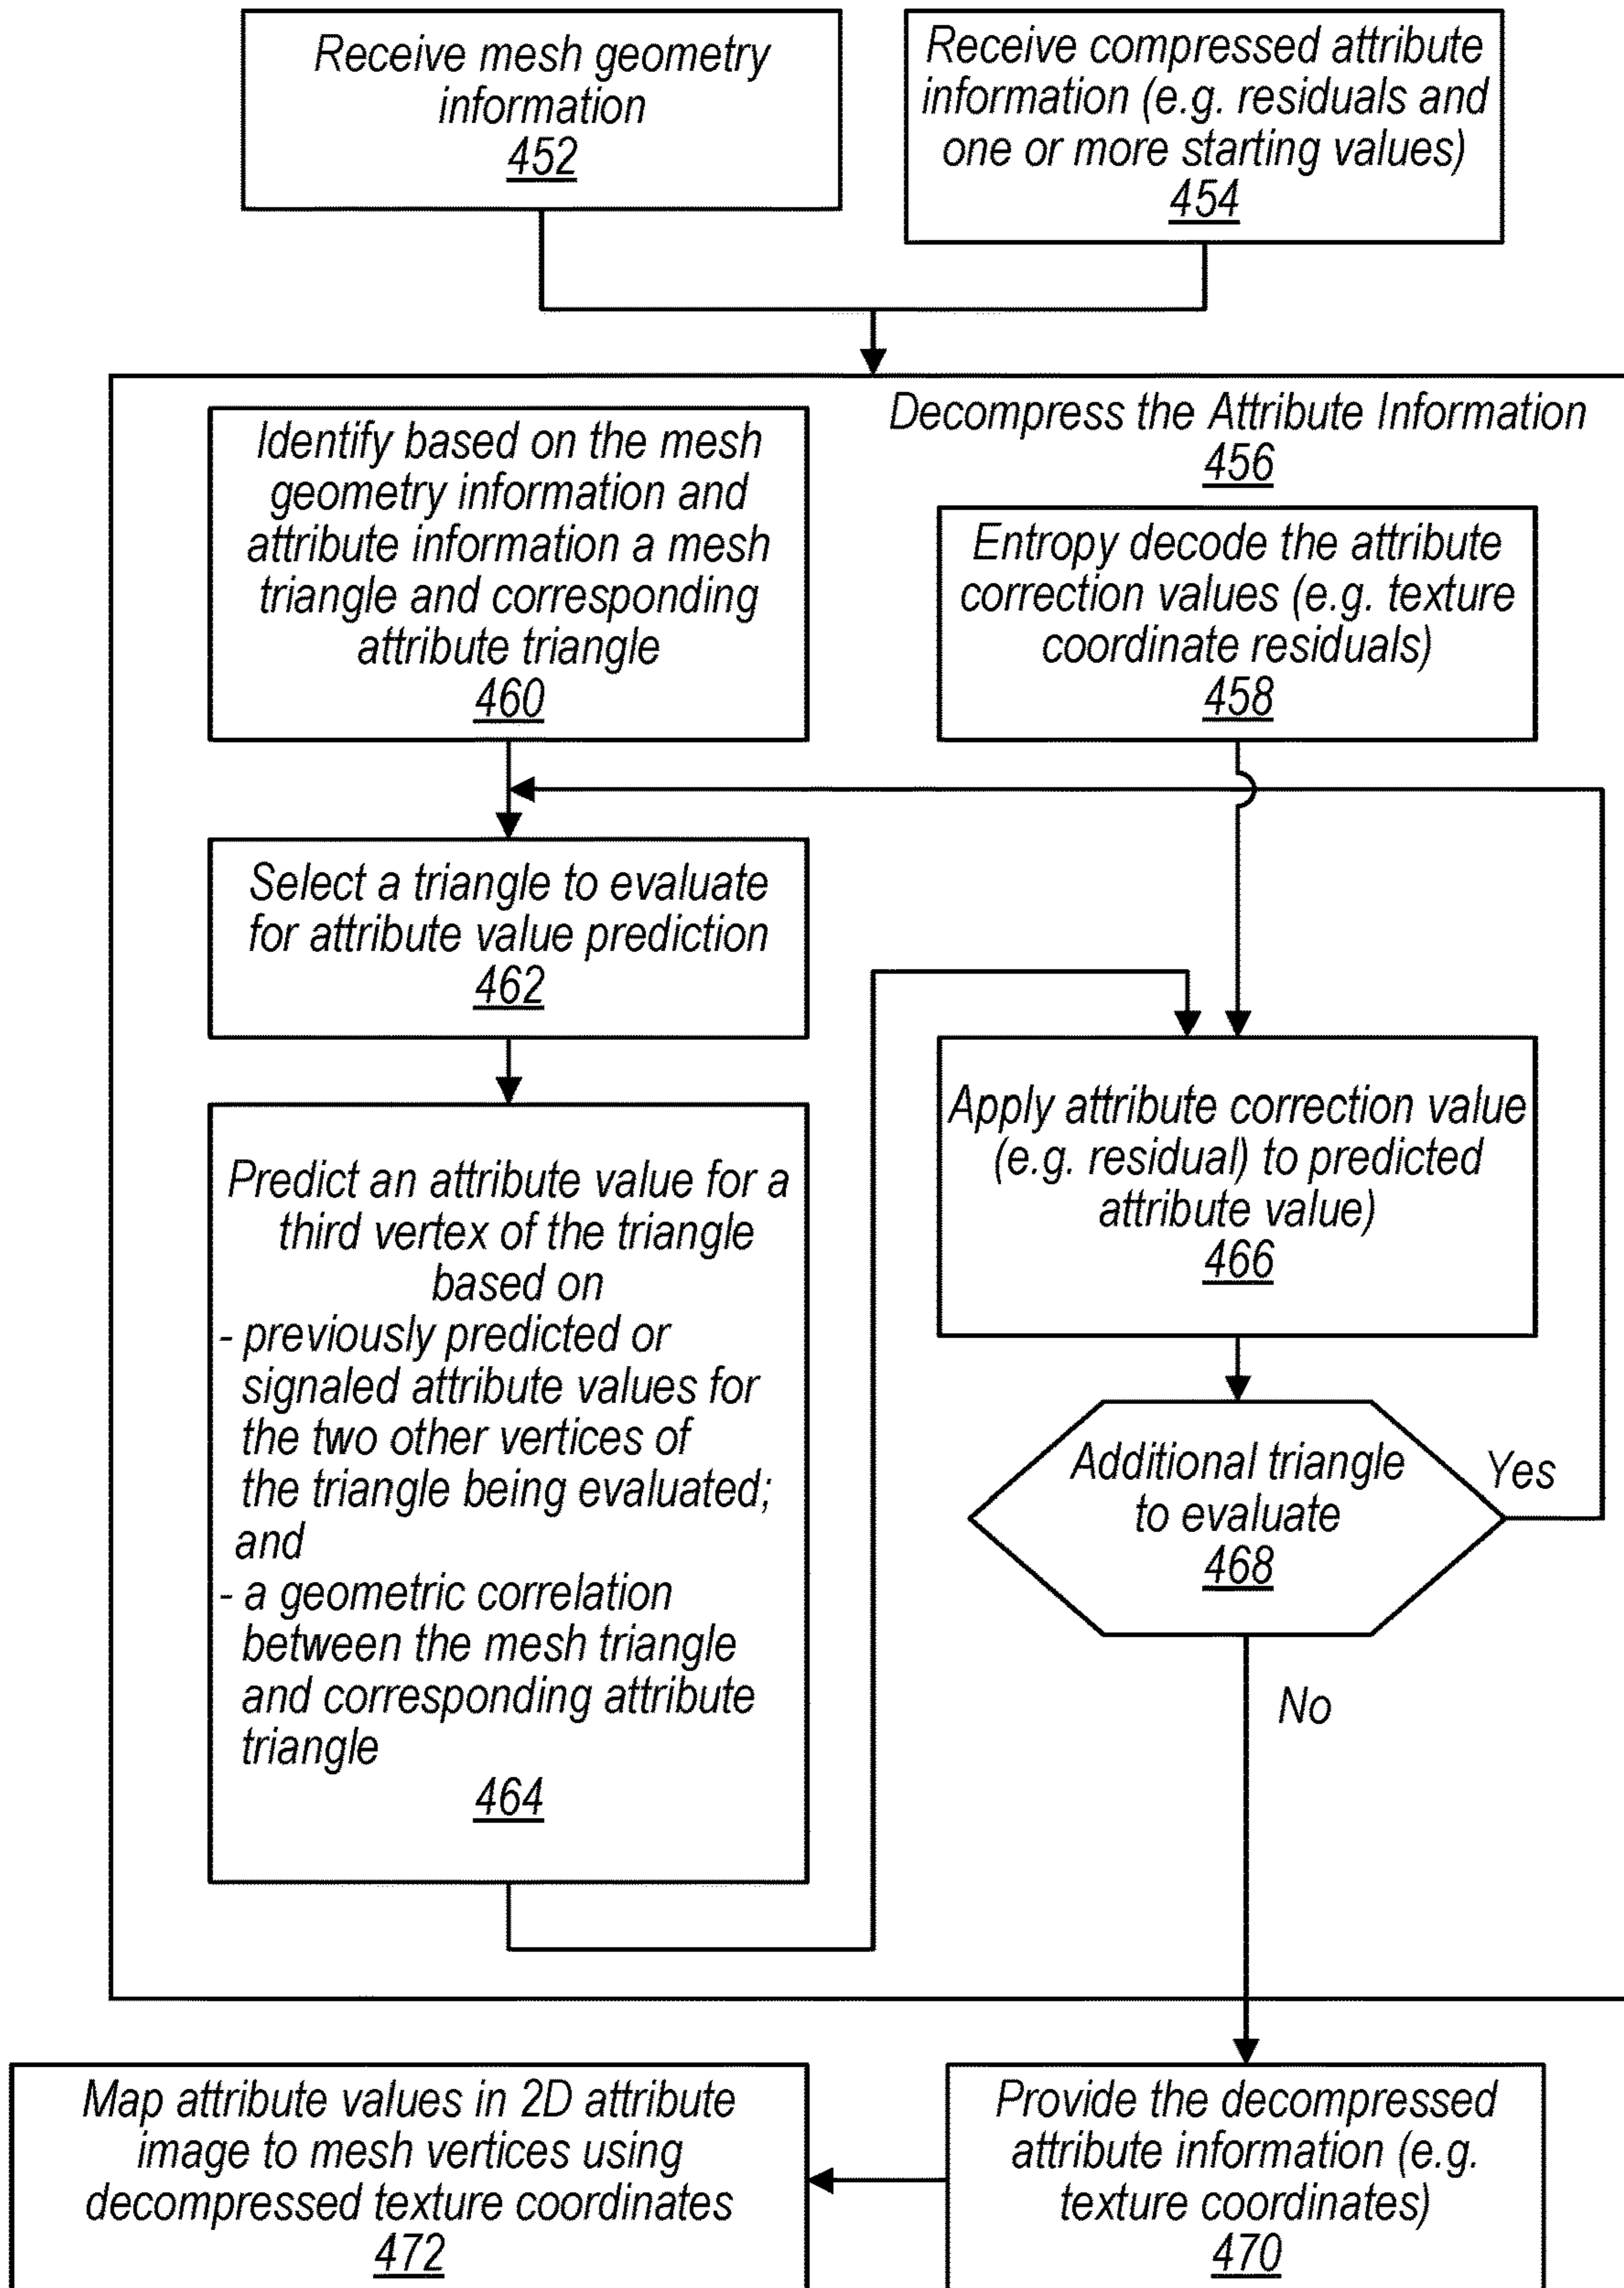 Receive mesh geometry
information
452
Receive compressed attribute
information (e.g. residuals and
one or more starting values)
454
Decompress the Attribute Information
456
Identify based on the mesh
geometry information and
attribute information a mesh
triangle and corresponding
attribute triangle
460
Entropy decode the attribute
correction values (e.g. texture
coordinate residuals)
458
Select a triangle to evaluate
for attribute value prediction
462
Predict an attribute value for a
third vertex of the triangle
based on
- previously predicted or
signaled attribute values for
the two other vertices of
the triangle being evaluated;
and
- a geometric correlation
between the mesh triangle
and corresponding attribute
triangle
464
Apply attribute correction value
(e.g. residual) to predicted
attribute value)
466
Additional triangle
to evaluate
468
Yes
No
Provide the decompressed
attribute information (e.g.
texture coordinates)
470
Map attribute values in 2D attribute
image to mesh vertices using
decompressed texture coordinates
472